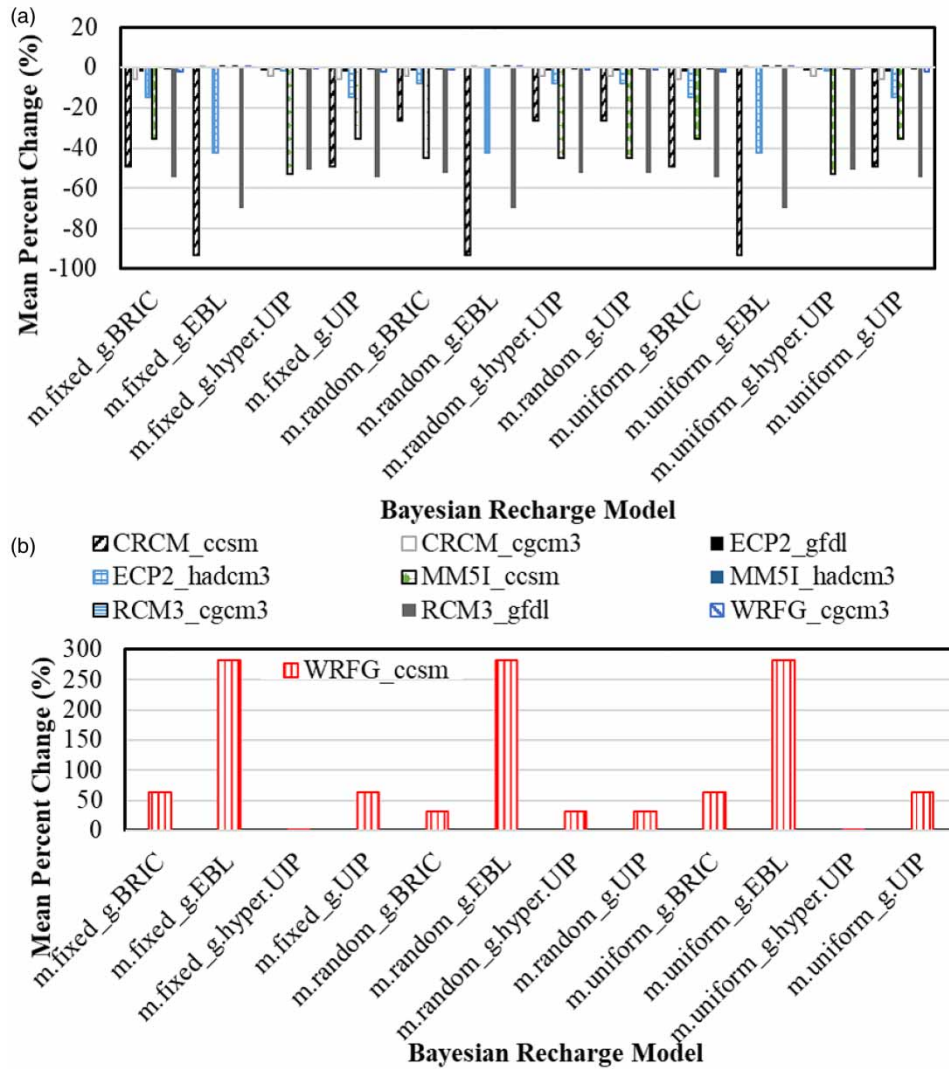 (a)
Mean Percent Change (%)
20
0
-20
-40
-60
-80
-100
m.fixed_g.BRIC
m.fixed_g.EBL
m.fixed_g.hyper.UIP
m.fixed_g.UIP
m.random_g.BRIC
m.random_g.EBL
m.random_g.hyper.UIP
m.random_g.UIP
m.uniform_g.BRIC
m.uniform_g.EBL
m.uniform_g.hyper.UIP
m.uniform_g.UIP
Bayesian Recharge Model
(b)
CRCM_ccsm CRCM_cgcm3 ECP2_gfdl
ECP2_hadcm3 MM5I_ccsm MM5I_hadcm3
RCM3_cgcm3 RCM3_gfdl WRFG_cgcm3
Mean Percent Change (%)
300
250
200
150
100
50
0
WRFG_ccsm
m.fixed_g.BRIC
m.fixed_g.EBL
m.fixed_g.hyper.UIP
m.fixed_g.UIP
m.random_g.BRIC
m.random_g.EBL
m.random_g.hyper.UIP
m.random_g.UIP
m.uniform_g.BRIC
m.uniform_g.EBL
m.uniform_g.hyper.UIP
m.uniform_g.UIP
Bayesian Recharge Model